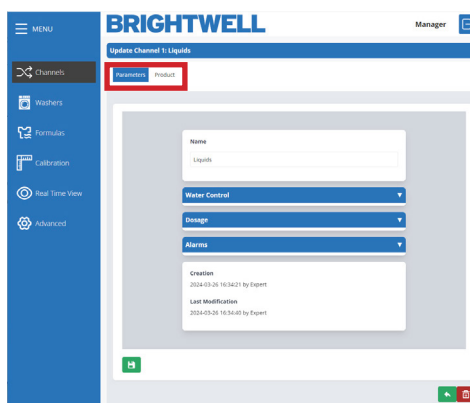 MENU
BRIGHTWELL
Manager
Update Channel 1: Liquids
Parameters Product
Channels
Washers
Formulas
Calibration
Real Time View
Advanced
Name
Liquids
Water Control
Dosage
Alarms
Creation
2024-03-26 16:34:21 by Expert
Last Modification
2024-03-26 16:34:40 by Expert